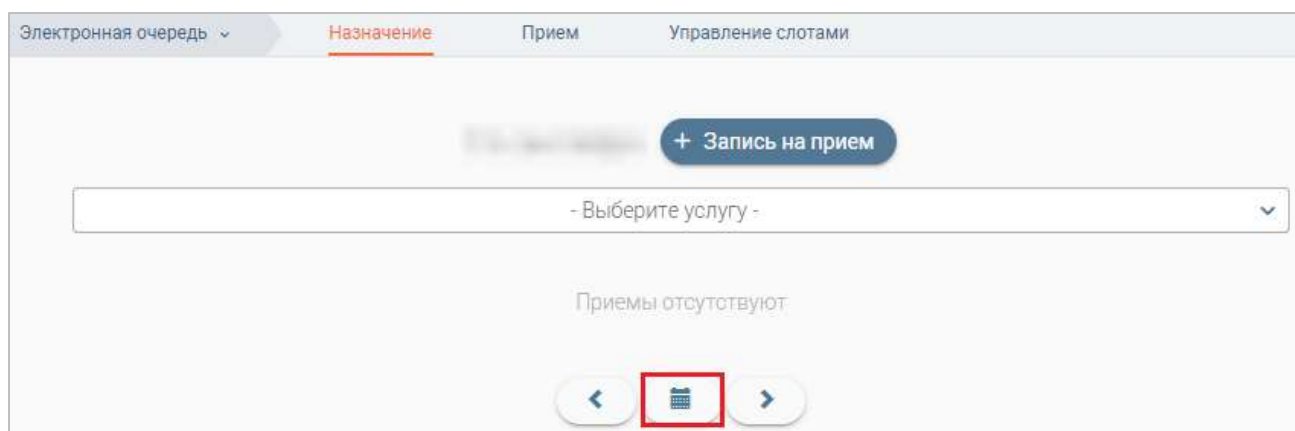 Электронная очередь Назначение Прием Управление слотами
+ Запись на прием
- Выберите услугу -
Приемы отсутствуют